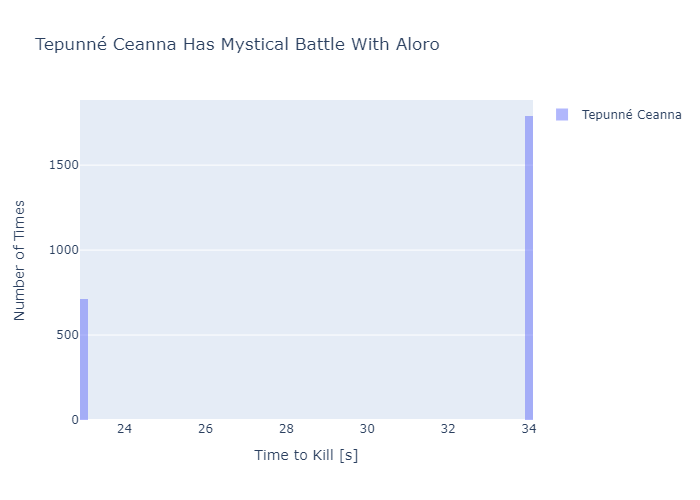 Tepunné Ceanna Has Mystical Battle With Aloro
Tepunné Ceanna
1500
1000
500
0
24 26 28 30 32 34
Number of Times
Time to Kill [s]